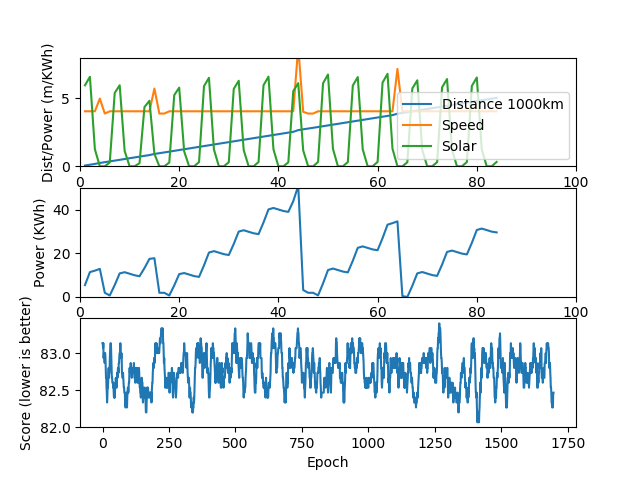 Dist/Power (m/KWh)
5
0
Distance 1000km
Speed
Solar
0 20 40 60 80 100
Power (KWh)
40
20
0
0 20 40 60 80 100
Score (lower is better)
83.0
82.5
82.0
0 250 500 750 1000 1250 1500 1750
Epoch